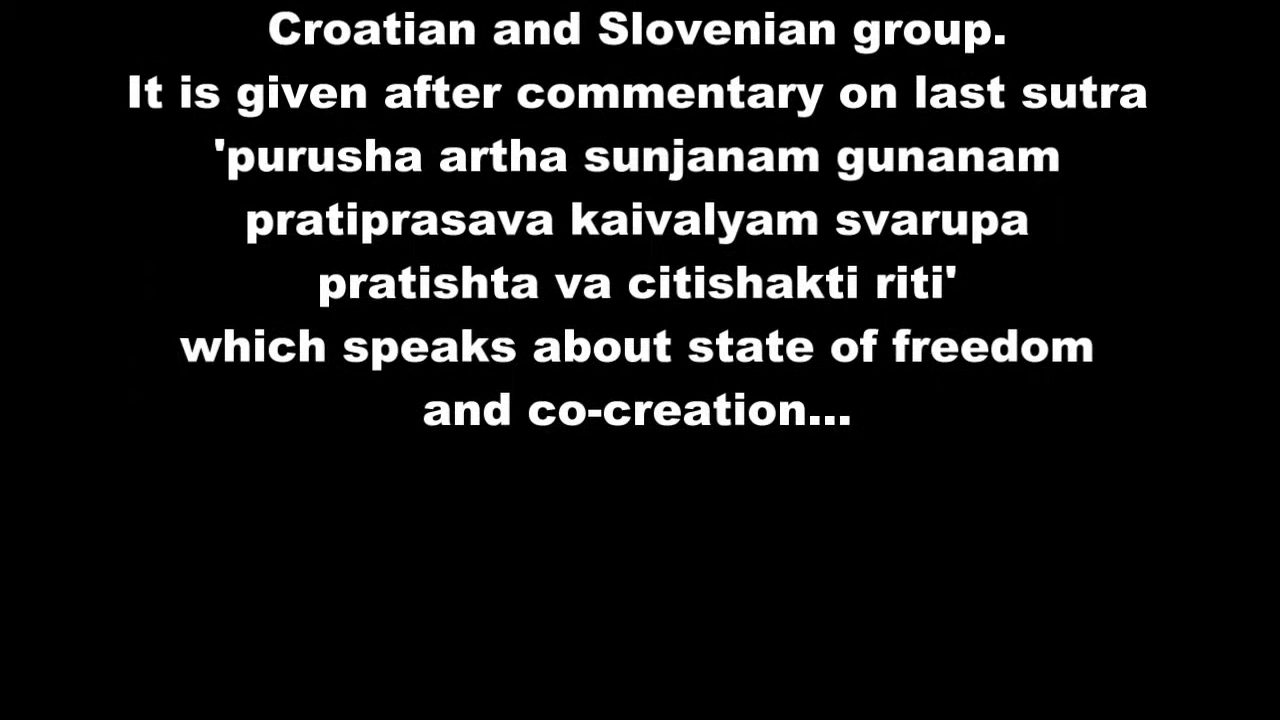 Croatian and Slovenian group.
It is given after commentary on last sutra
'purusha artha sunjanam gunanam
pratiprasava kaivalyam svarupa
pratishta va citishakti riti'
which speaks about state of freedom
and co-creation...